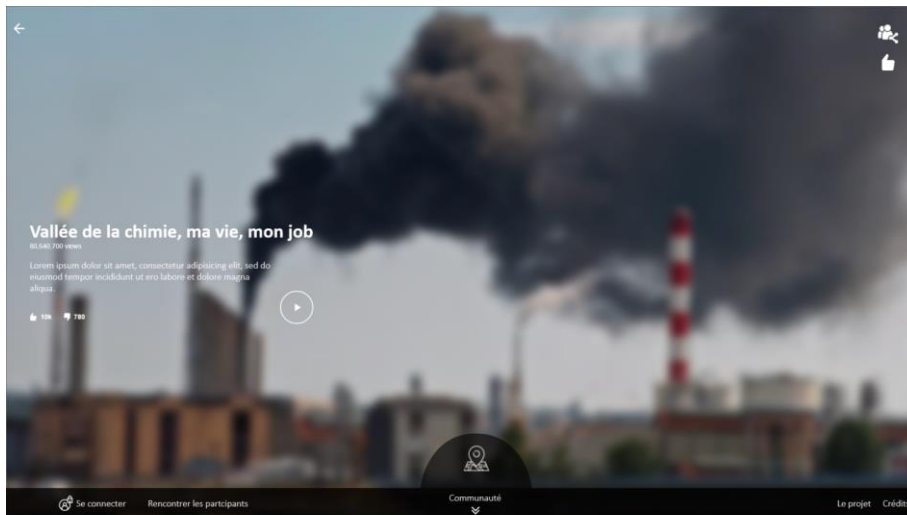 Vallée de la chimie, ma vie, mon job
80.640.700 views
Lorem ipsum dolor sit amet, consectetur adipisicing elit, sed do
eiusmod tempor incididunt ut ero labore et dolore magna
aliqua.
10k 780
Se connecter Rencontrer les partcipants Communauté Le projet Crédits